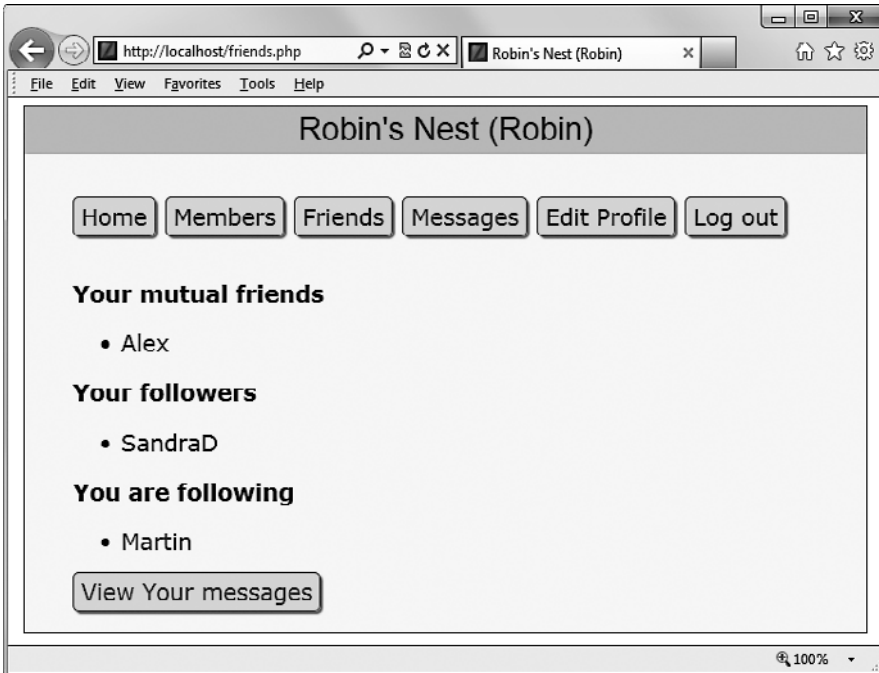 http://localhost/friends.php
Robin's Nest (Robin)
File Edit View Favorites Tools Help
Robin's Nest (Robin)
Home Members Friends Messages Edit Profile Log out
Your mutual friends
• Alex
Your followers
• SandraD
You are following
• Martin
View Your messages
100%